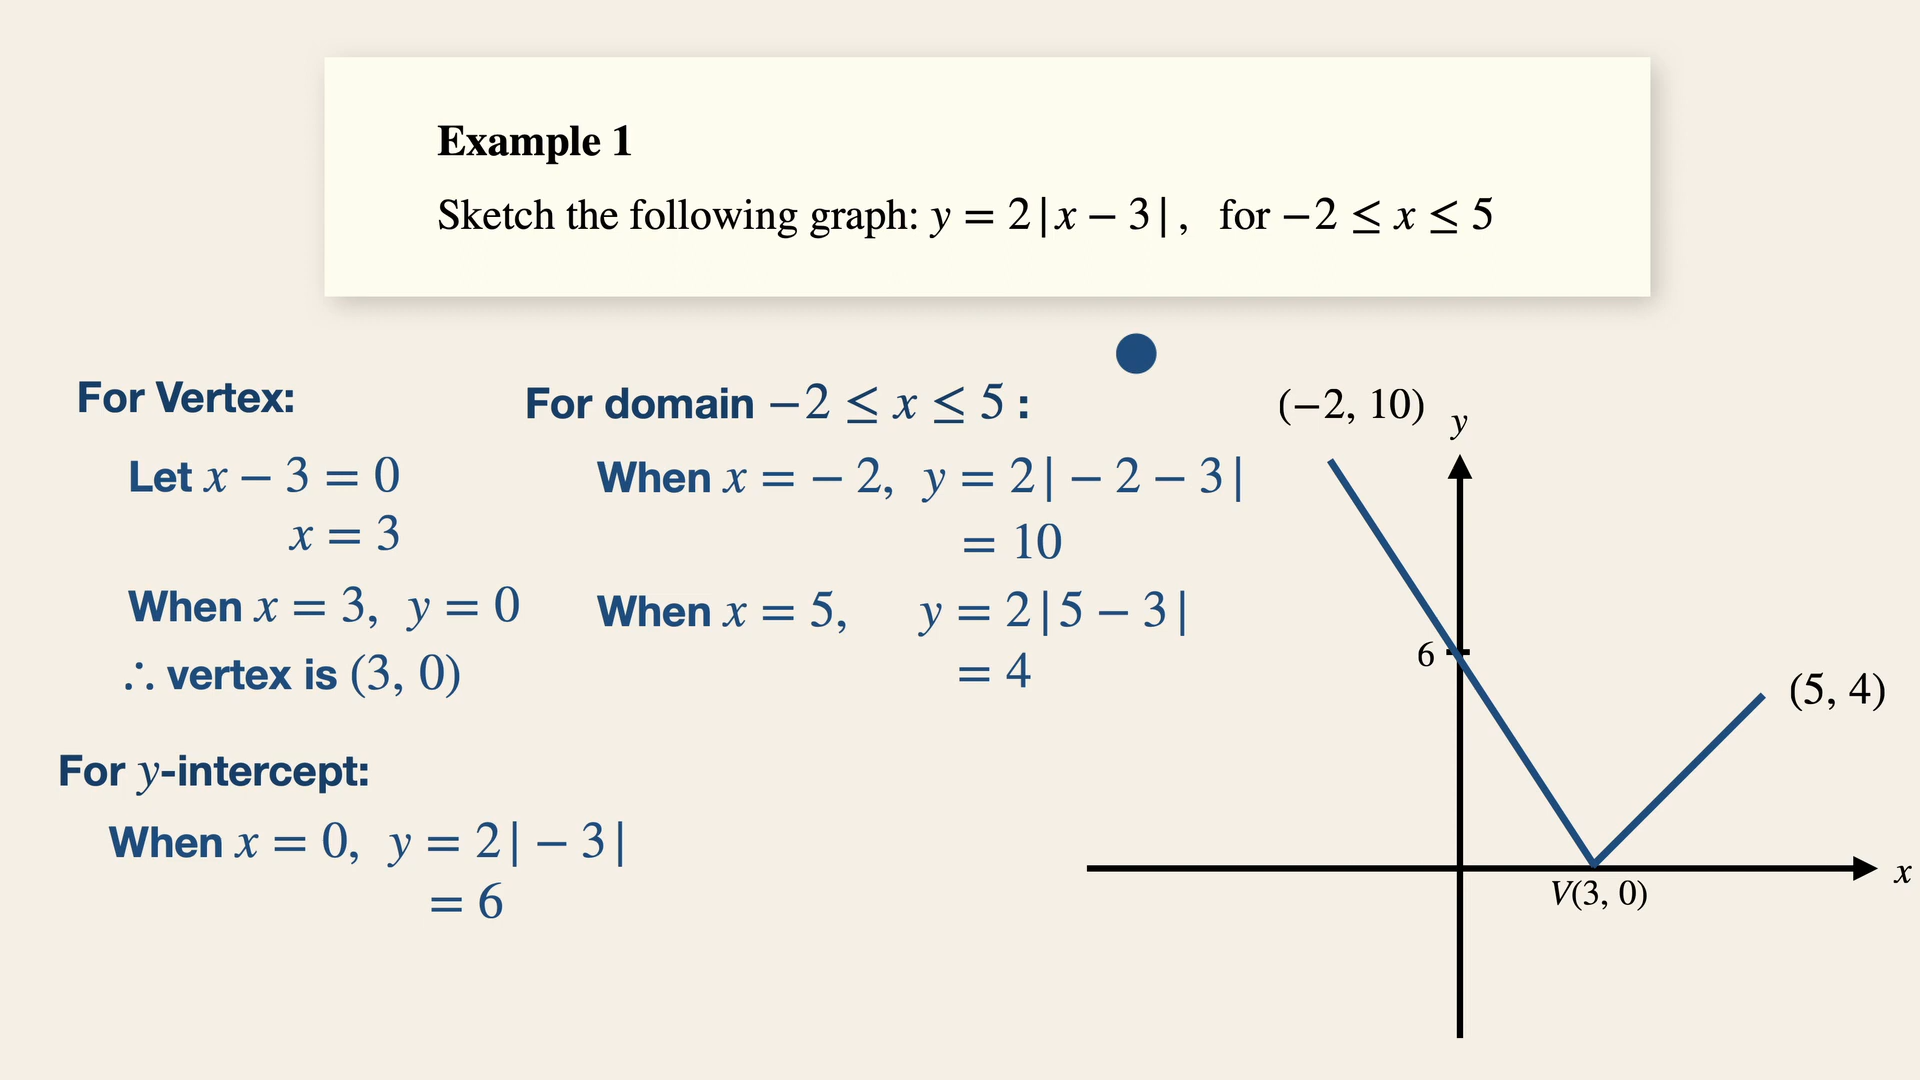 Example 1
Sketch the following graph: y = 2|x − 3|, for −2 ≤ x ≤ 5
For Vertex:
Let x − 3 = 0
x = 3
When x = 3, y = 0
∴ vertex is (3, 0)
For y-intercept:
When x = 0, y = 2| − 3|
= 6
For domain −2 ≤ x ≤ 5 :
When x = − 2, y = 2| − 2 − 3|
= 10
When x = 5, y = 2|5 − 3|
= 4
(−2, 10)
y
6
(5, 4)
x
V(3, 0)